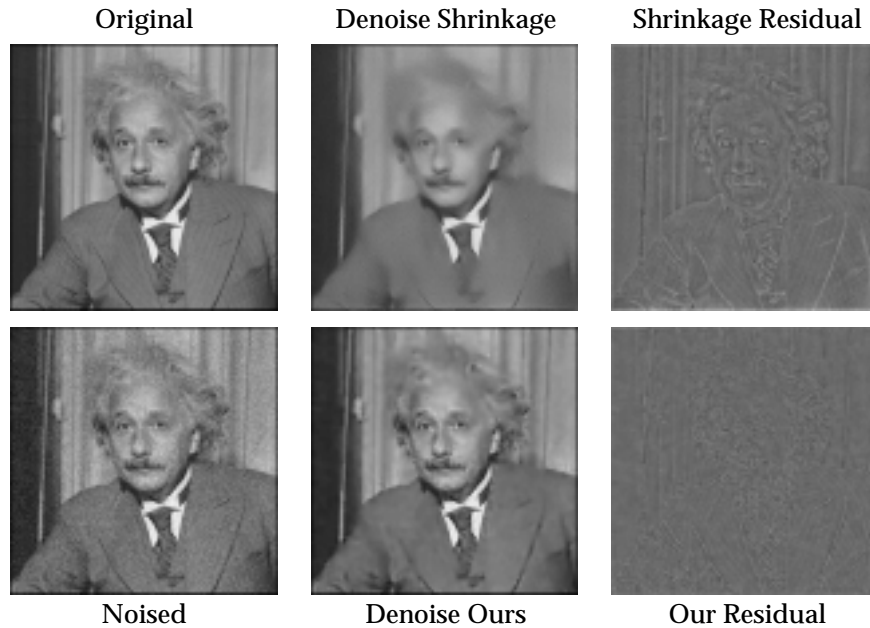 Original
Denoise Shrinkage
Shrinkage Residual
Noised
Denoise Ours
Our Residual